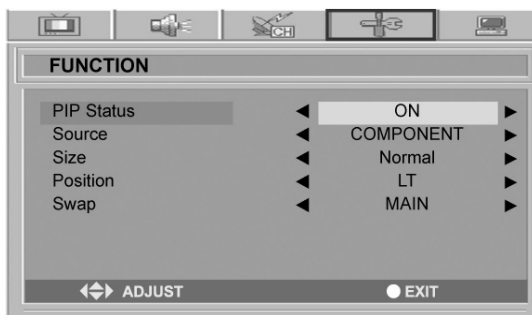 CH
FUNCTION
PIP Status ON
Source COMPONENT
Size Normal
Position LT
Swap MAIN
ADJUST EXIT